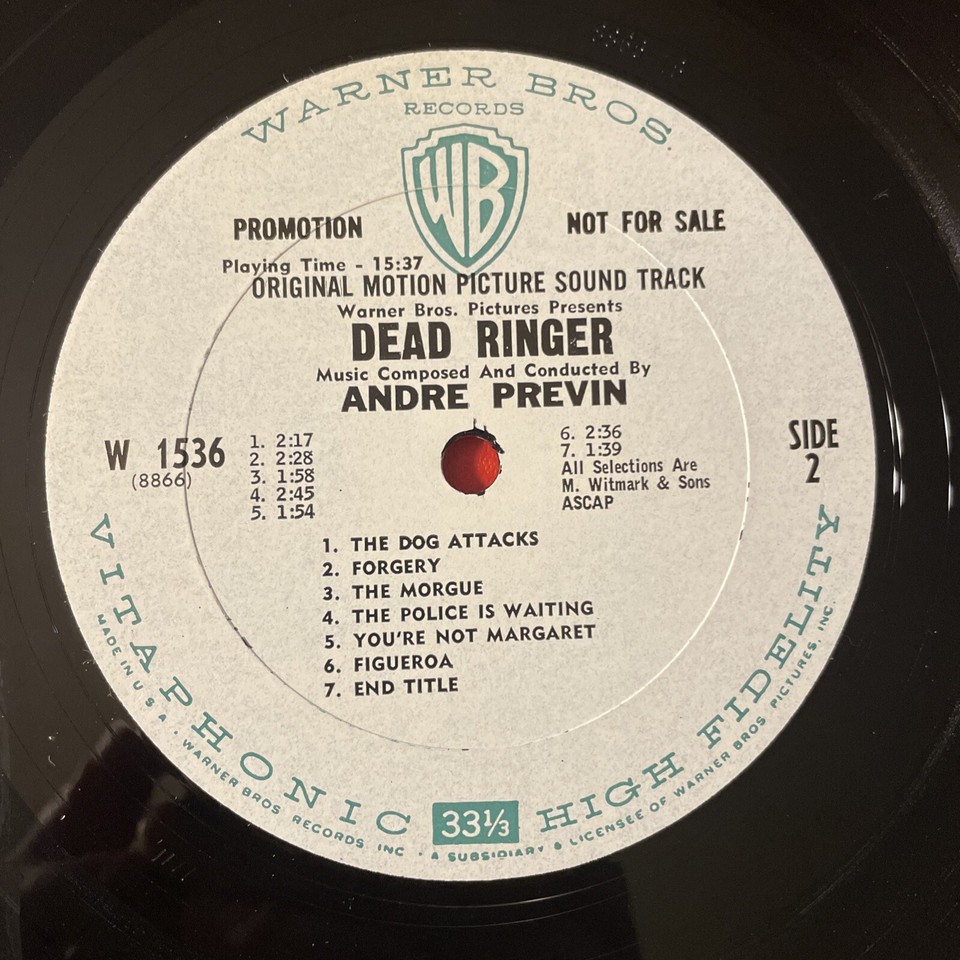 WARNER BROS.
RECORDS
WB
PROMOTION
NOT FOR SALE
Playing Time - 15:37
ORIGINAL MOTION PICTURE SOUND TRACK
Warner Bros. Pictures Presents
DEAD RINGER
Music Composed And Conducted By
ANDRE PREVIN
W 1536
(8866)
1. 2:17
2. 2:28
3. 1:58
4. 2:45
5. 1:54
6. 2:36
7. 1:39
All Selections Are
M. Witmark & Sons
ASCAP
SIDE
2
1. THE DOG ATTACKS
2. FORGERY
3. THE MORGUE
4. THE POLICE IS WAITING
5. YOU'RE NOT MARGARET
6. FIGUEROA
7. END TITLE
VITAPHONIC 33⅓ HIGH FIDELITY
MADE IN U S A · WARNER BROS RECORDS INC · A SUBSIDIARY & LICENSEE OF WARNER BROS PICTURES, INC.